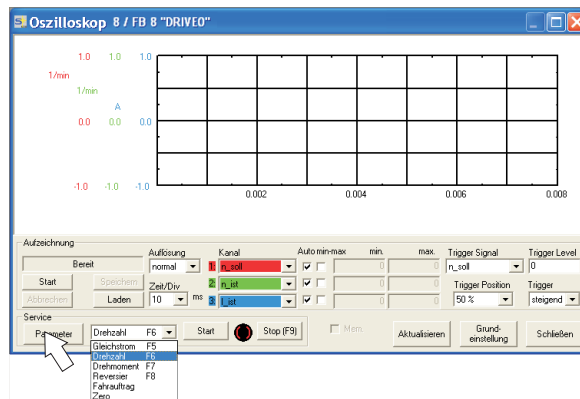 Oszilloskop 8 / FB 8 "DRIVE0"
1.0 1.0 1.0
1/min
1/min
A
0.0 0.0 0.0
-1.0 -1.0 -1.0
0.002 0.004 0.006 0.008
Aufzeichnung
Bereit
Start Speichern
Abbrechen Laden
Auflösung
normal
Zeit/Div
10 ms
Kanal Auto min-max min. max.
1: n_soll 0 0
2: n_ist 0 0
3: I_ist 0 0
Trigger Signal Trigger Level
n_soll 0
Trigger Position Trigger
50 % steigend
Service
Parameter Drehzahl F6 Start Stop (F9) Mem. Aktualisieren Grund-
einstellung Schließen
Gleichstrom F5
Drehzahl F6
Drehmoment F7
Reversier F8
Fahrauftrag
Zero